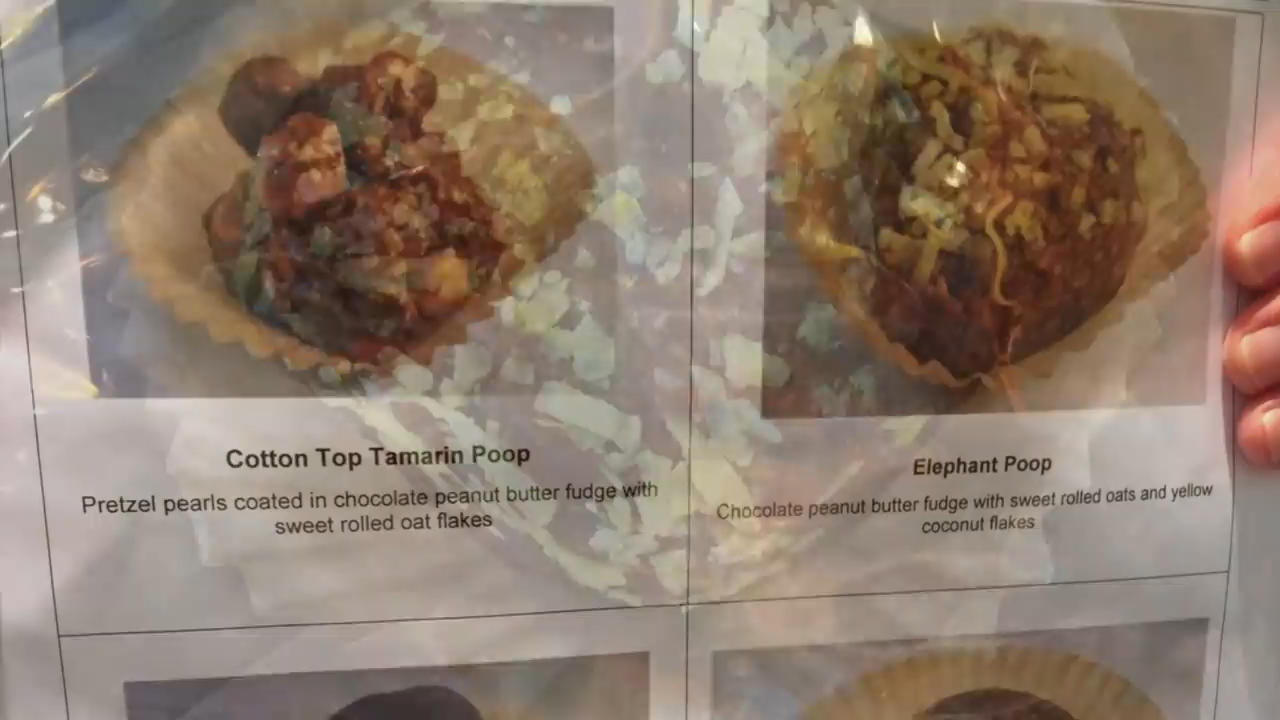 Cotton Top Tamarin Poop
Pretzel pearls coated in chocolate peanut butter fudge with
sweet rolled oat flakes
Elephant Poop
Chocolate peanut butter fudge with sweet rolled oats and yellow
coconut flakes